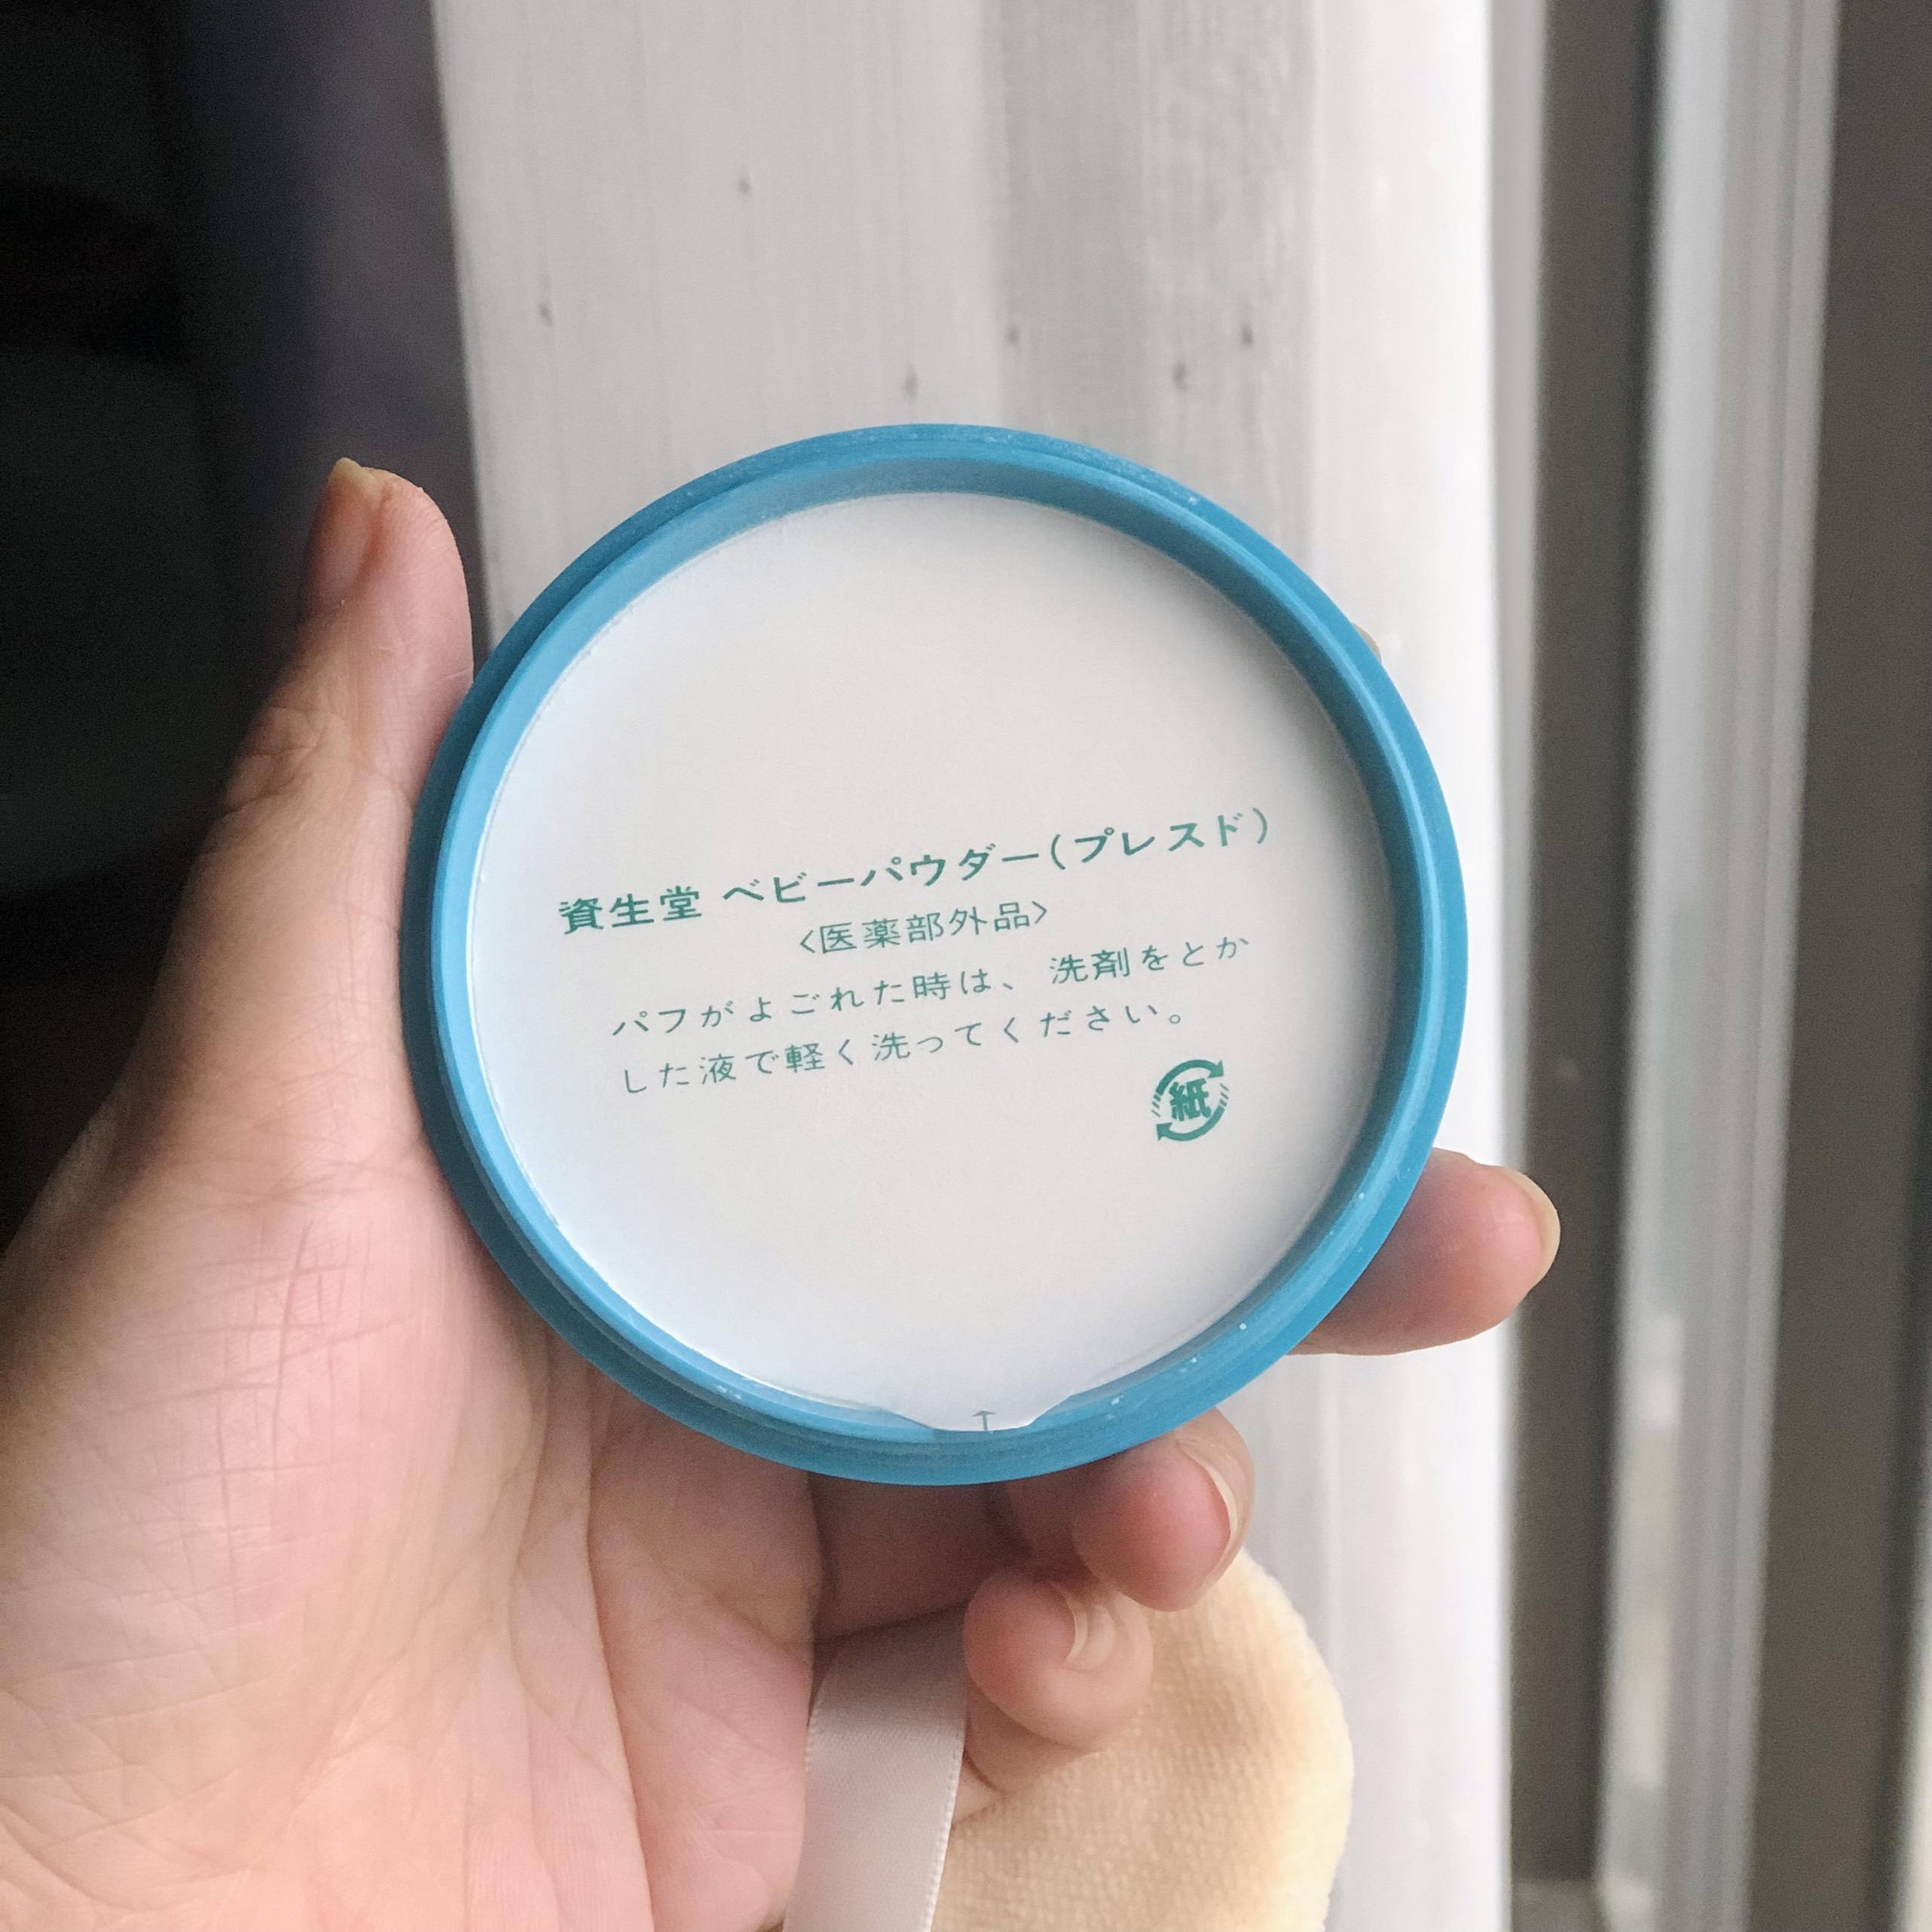 資生堂 ベビーパウダー(プレスド)
<医薬部外品>
パフがよごれた時は、洗剤をとか
した液で軽く洗ってください。
紙